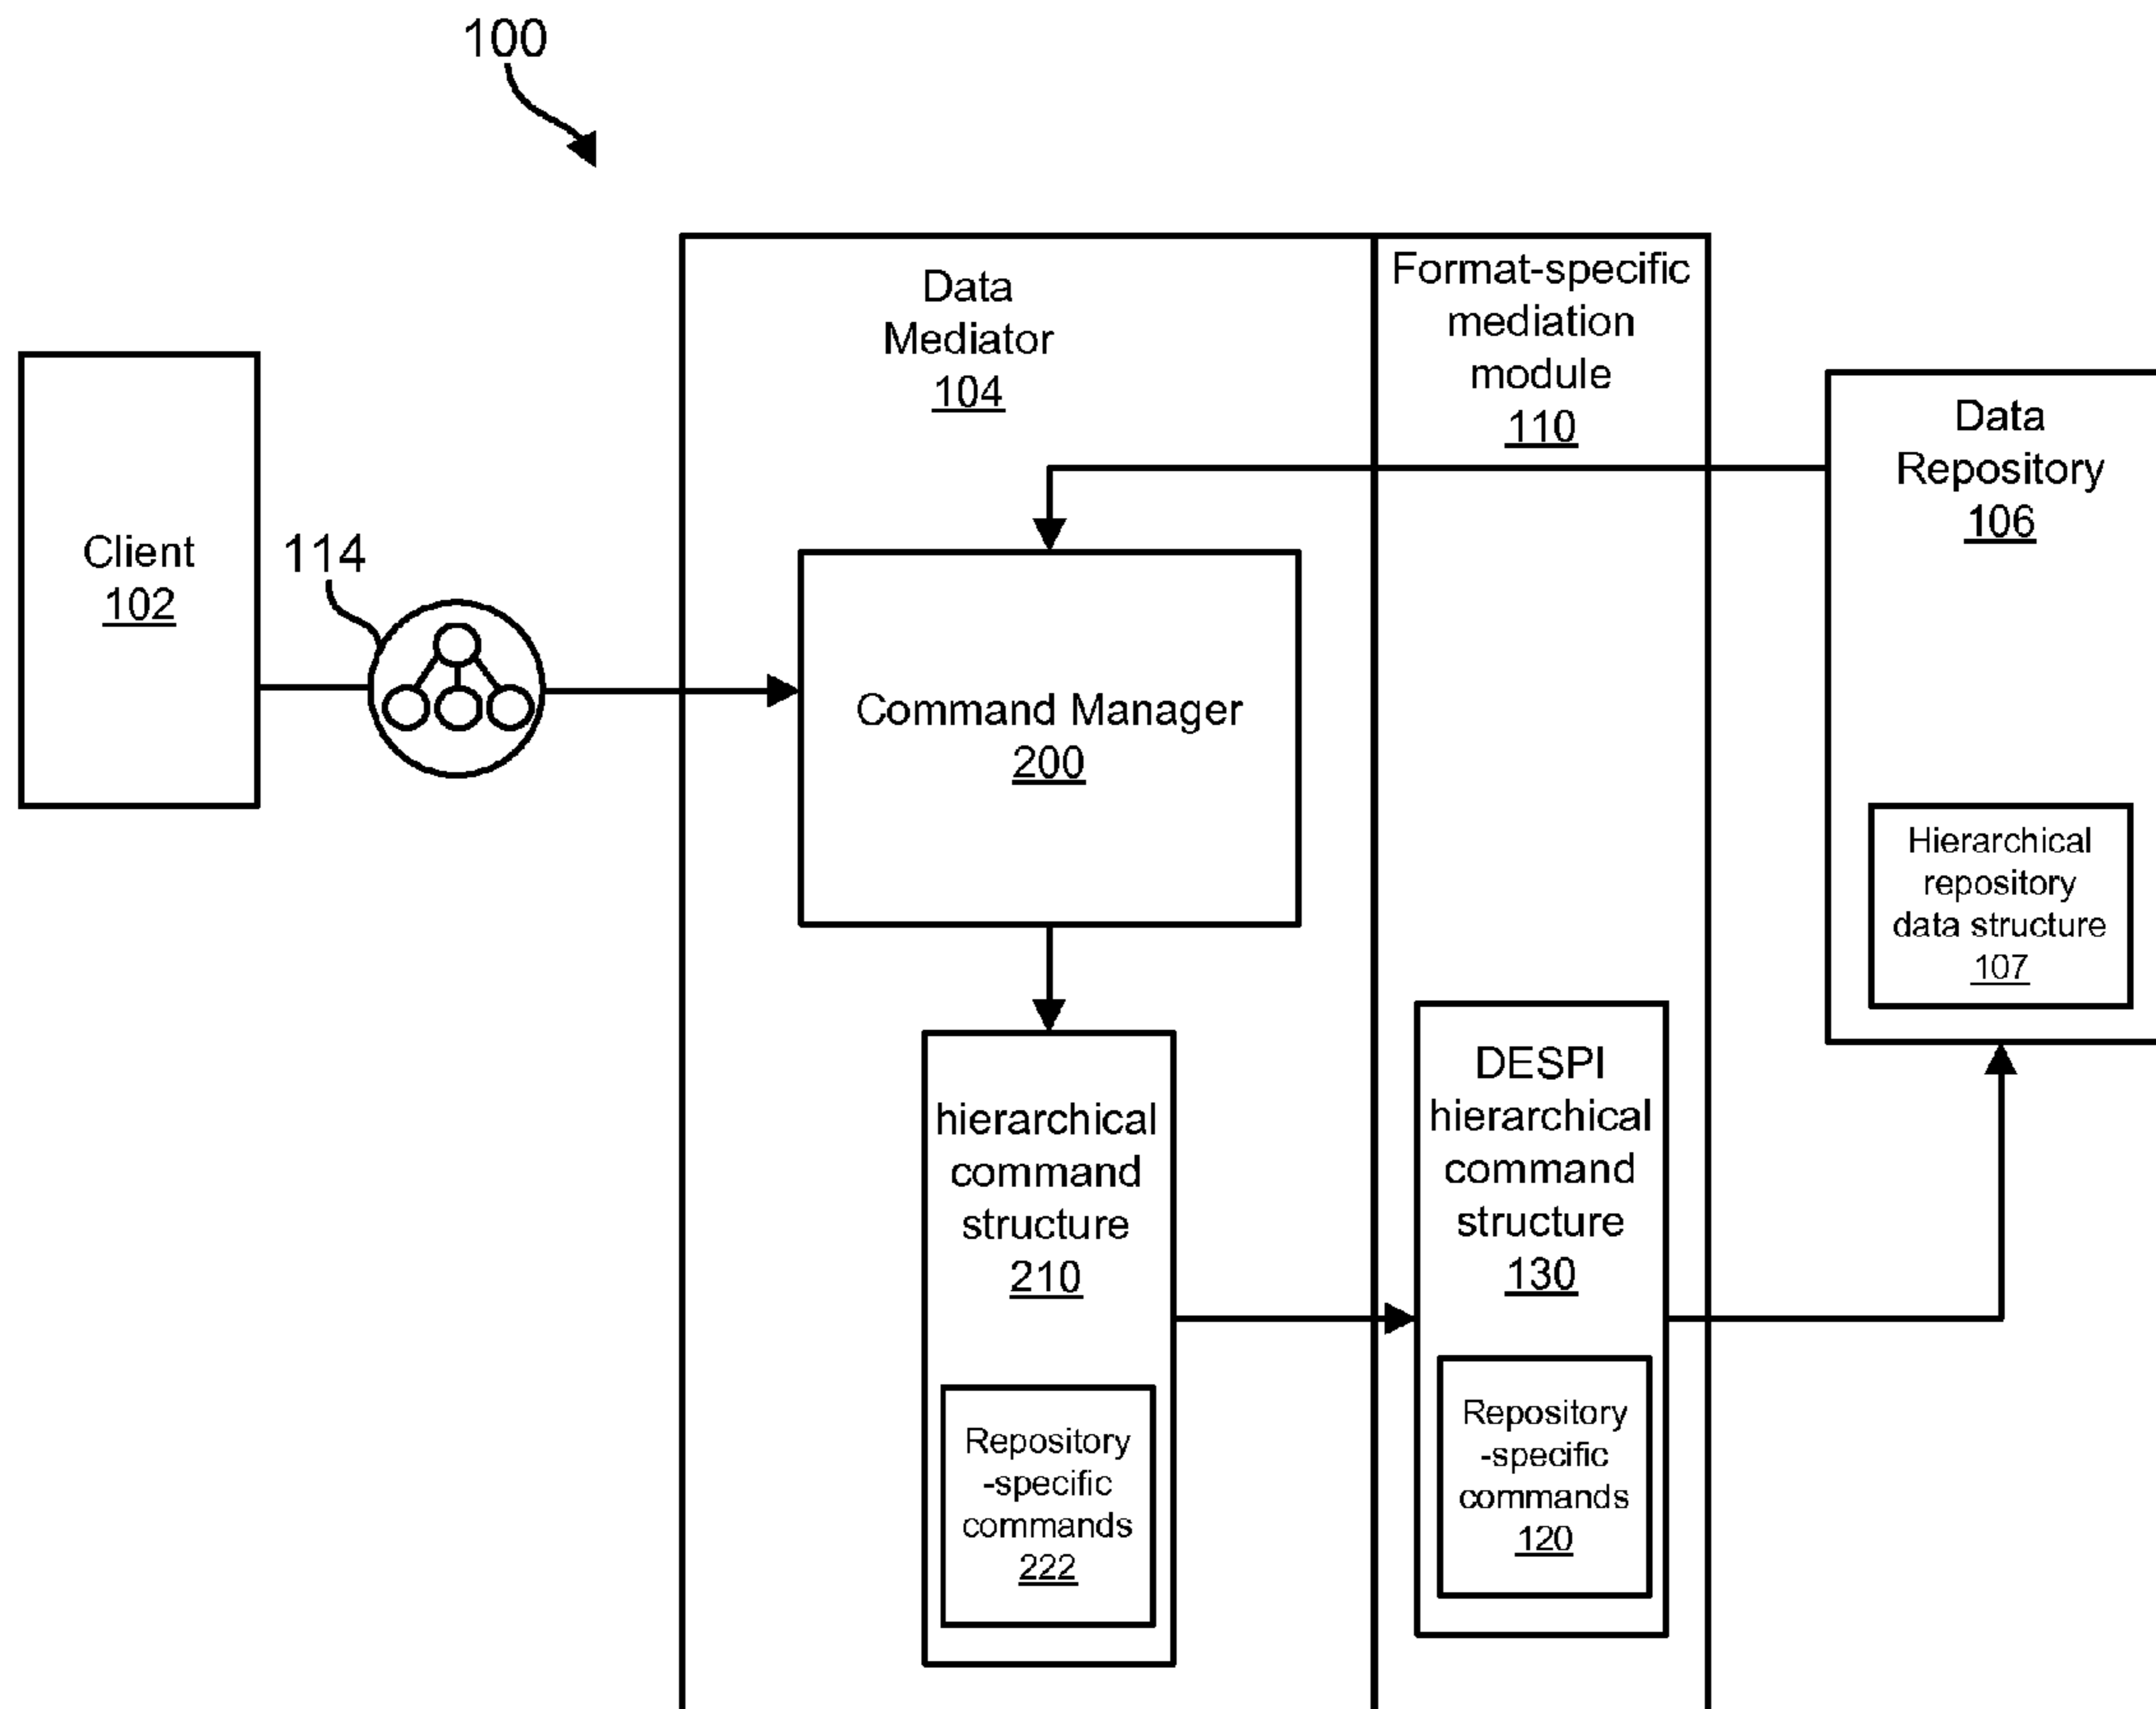 100
Data
Mediator
104
Format-specific
mediation
module
110
Data
Repository
106
Client
102
114
Command Manager
200
Hierarchical
repository
data structure
107
hierarchical
command
structure
210
DESPI
hierarchical
command
structure
130
Repository
-specific
commands
222
Repository
-specific
commands
120